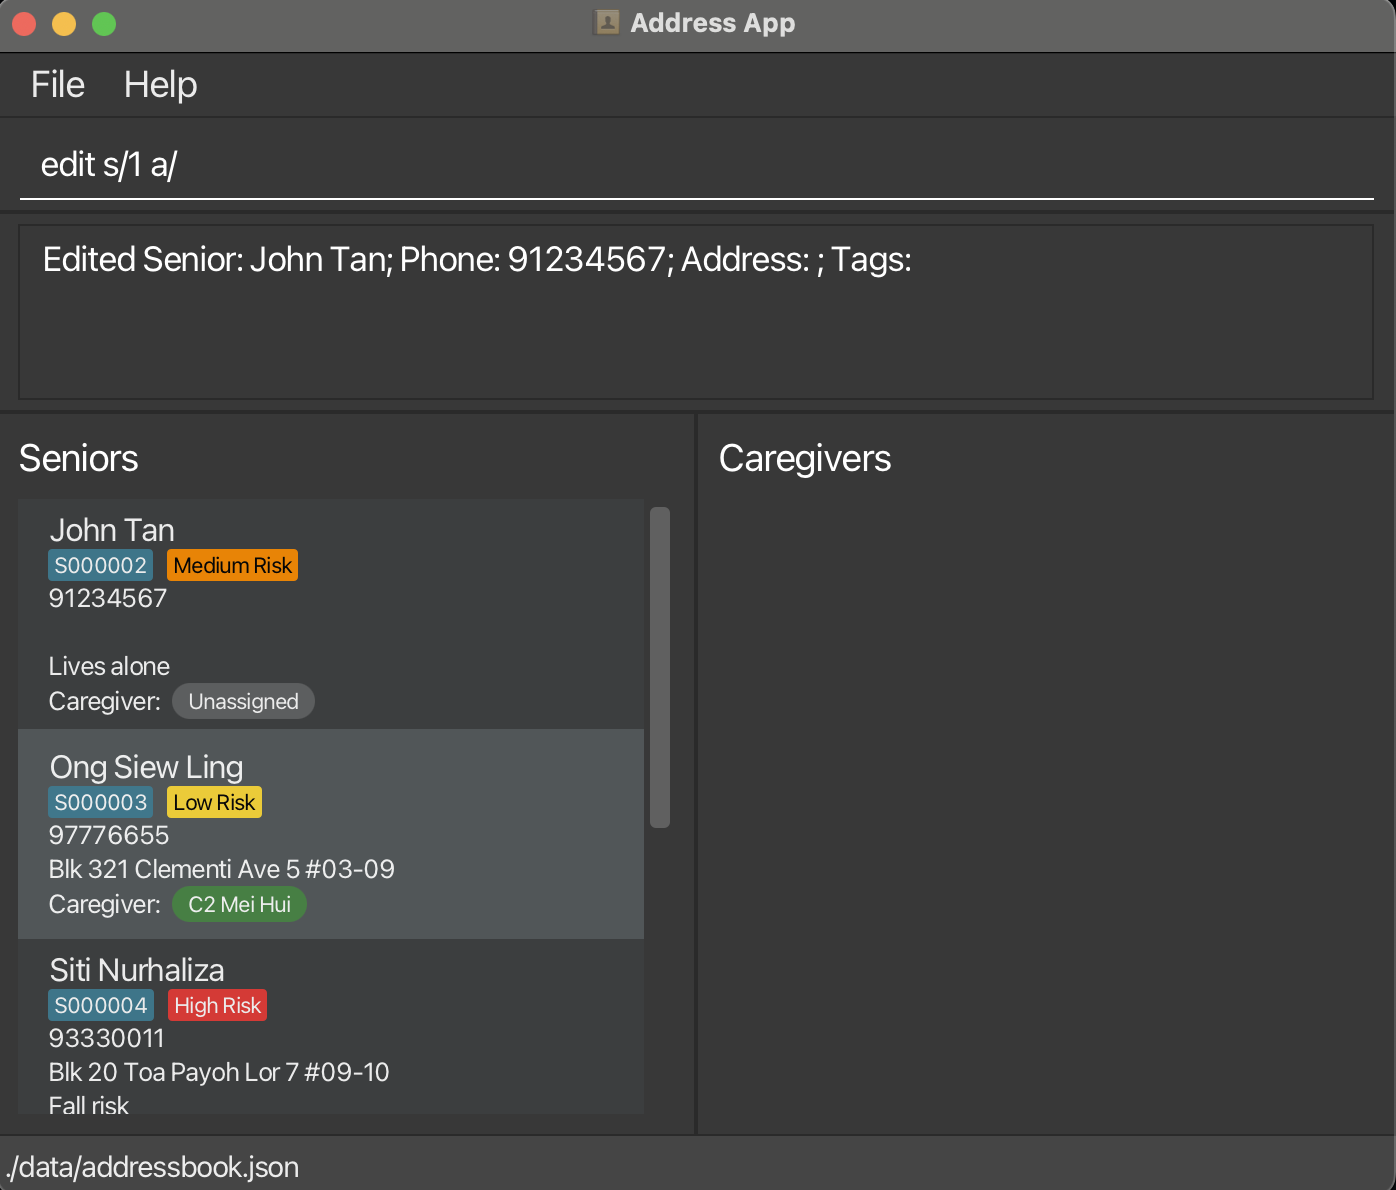 Address App
File Help
edit s/1 a/
Edited Senior: John Tan; Phone: 91234567; Address: ; Tags:
Seniors
John Tan
S000002 Medium Risk
91234567
Lives alone
Caregiver: Unassigned
Ong Siew Ling
S000003 Low Risk
97776655
Blk 321 Clementi Ave 5 #03-09
Caregiver: C2 Mei Hui
Siti Nurhaliza
S000004 High Risk
93330011
Blk 20 Toa Payoh Lor 7 #09-10
Fall risk
Caregivers
./data/addressbook.json